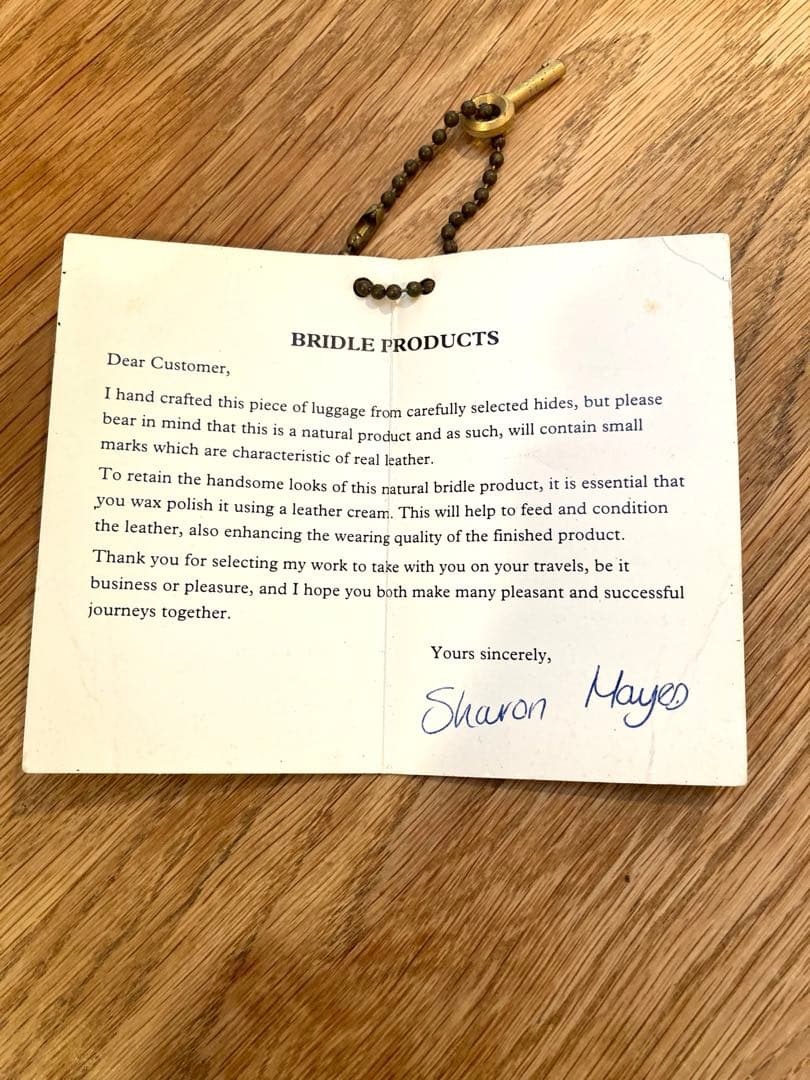 BRIDLE PRODUCTS
Dear Customer,
I hand crafted this piece of luggage from carefully selected hides, but please
bear in mind that this is a natural product and as such, will contain small
marks which are characteristic of real leather.
To retain the handsome looks of this natural bridle product, it is essential that
you wax polish it using a leather cream. This will help to feed and condition
the leather, also enhancing the wearing quality of the finished product.
Thank you for selecting my work to take with you on your travels, be it
business or pleasure, and I hope you both make many pleasant and successful
journeys together.
Yours sincerely,
Sharon Mayes